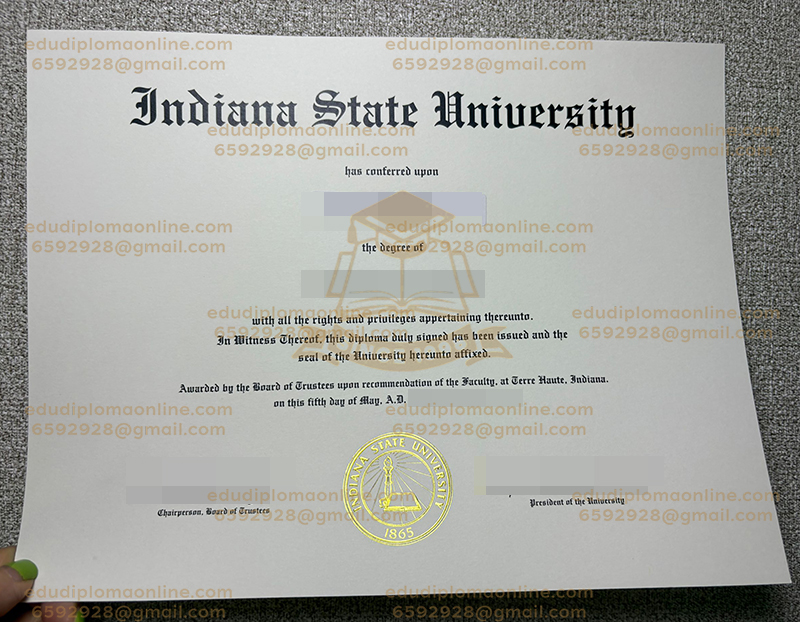 edudiplomaonline.com edudiplomaonline.com
6592928@gmail.com 6592928@gmail.com
Indiana State University
edudiplomaonline.com edudiplomaonline.com
6592928@gmail.com 6592928@gmail.com
has conferred upon
edudiplomaonline.com edudiplomaonline.com
6592928@gmail.com 6592928@gmail.com
the degree of
edudiplomaonline.com edudiplomaonline.com
6592928@gmail.com 6592928@gmail.com
with all the rights and privileges appertaining thereunto.
In Witness Thereof, this diploma duly signed has been issued and the
seal of the University hereunto affixed.
Awarded by the Board of Trustees upon recommendation of the Faculty, at Terre Haute, Indiana,
on this fifth day of May, A.D.
edudiplomaonline.com edudiplomaonline.com
6592928@gmail.com 6592928@gmail.com
INDIANA STATE UNIVERSITY
1865
edudiplomaonline.com edudiplomaonline.com
6592928@gmail.com 6592928@gmail.com
Chairperson, Board of Trustees
President of the University
edudiplomaonline.com edudiplomaonline.com
6592928@gmail.com 6592928@gmail.com